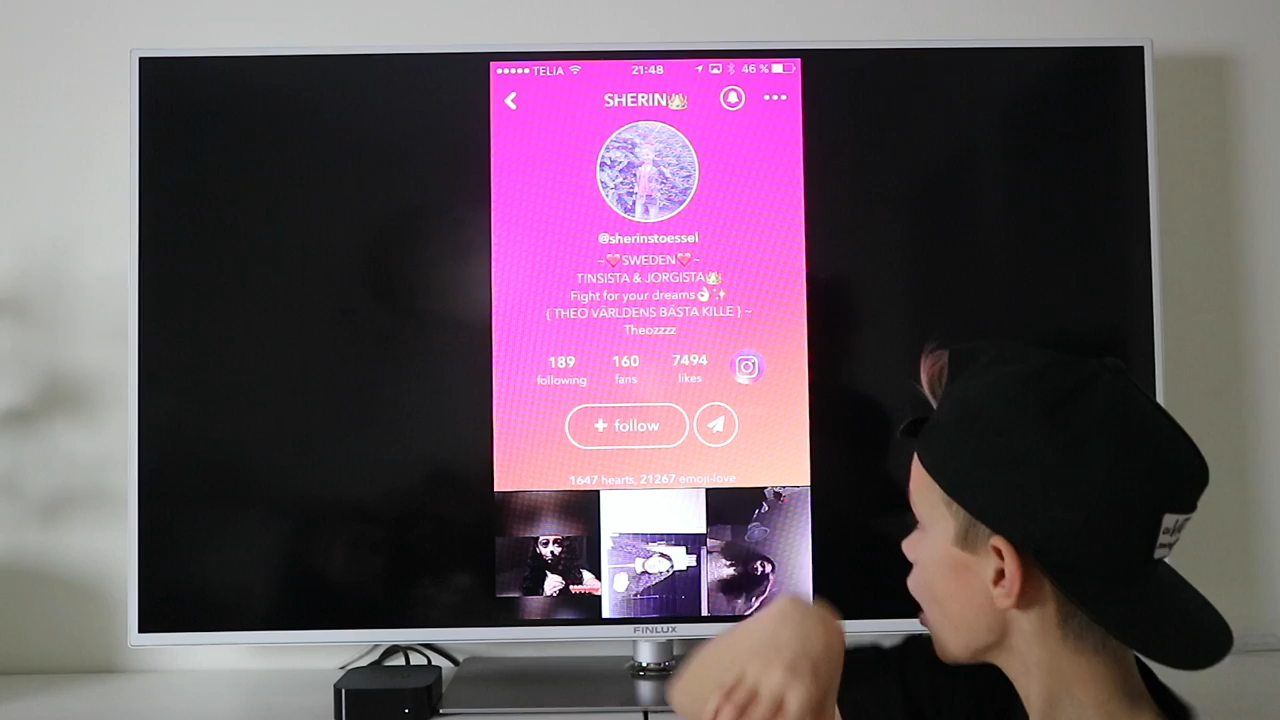 TELIA 21:48 46 %
SHERIN👑
@sherinstoessel
~❤️SWEDEN❤️~
TINSISTA & JORGISTA👑
Fight for your dreams👌🏻✨
{ THEO VÄRLDENS BÄSTA KILLE } ~
Theozzzz
189 160 7494
following fans likes
+ follow
1647 hearts, 21267 emoji-love
FINLUX